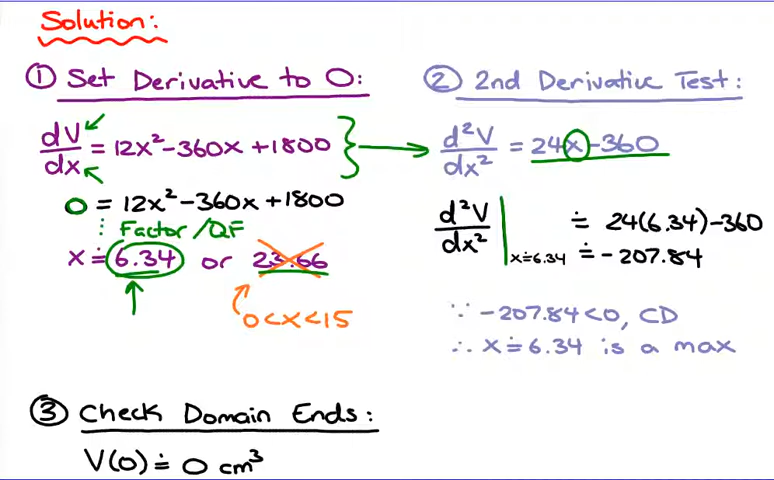 Solution:
① Set Derivative to 0:
dV/dx = 12x² - 360x + 1800
0 = 12x² - 360x + 1800
⋮ Factor / QF
x ≐ 6.34 or 23.66
0 < x < 15
② 2nd Derivative Test:
d²V/dx² = 24x - 360
d²V/dx² | x≐6.34 ≐ 24(6.34) - 360
≐ - 207.84
∵ -207.84 < 0, CD
∴ x ≐ 6.34 is a max
③ Check Domain Ends:
V(0) ≐ 0 cm³